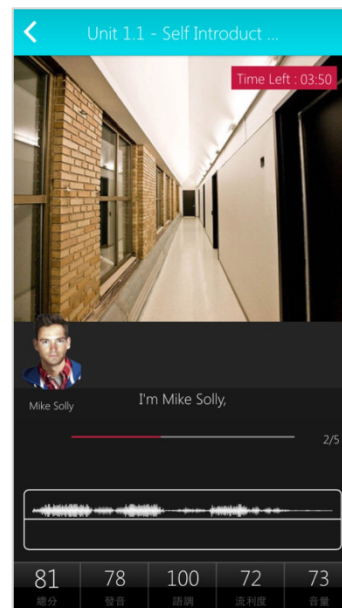 Unit 1.1 - Self Introduct ...
Time Left : 03:50
Mike Solly
I'm Mike Solly,
2/5
81 78 100 72 73
總分 發音 語調 流利度 音量